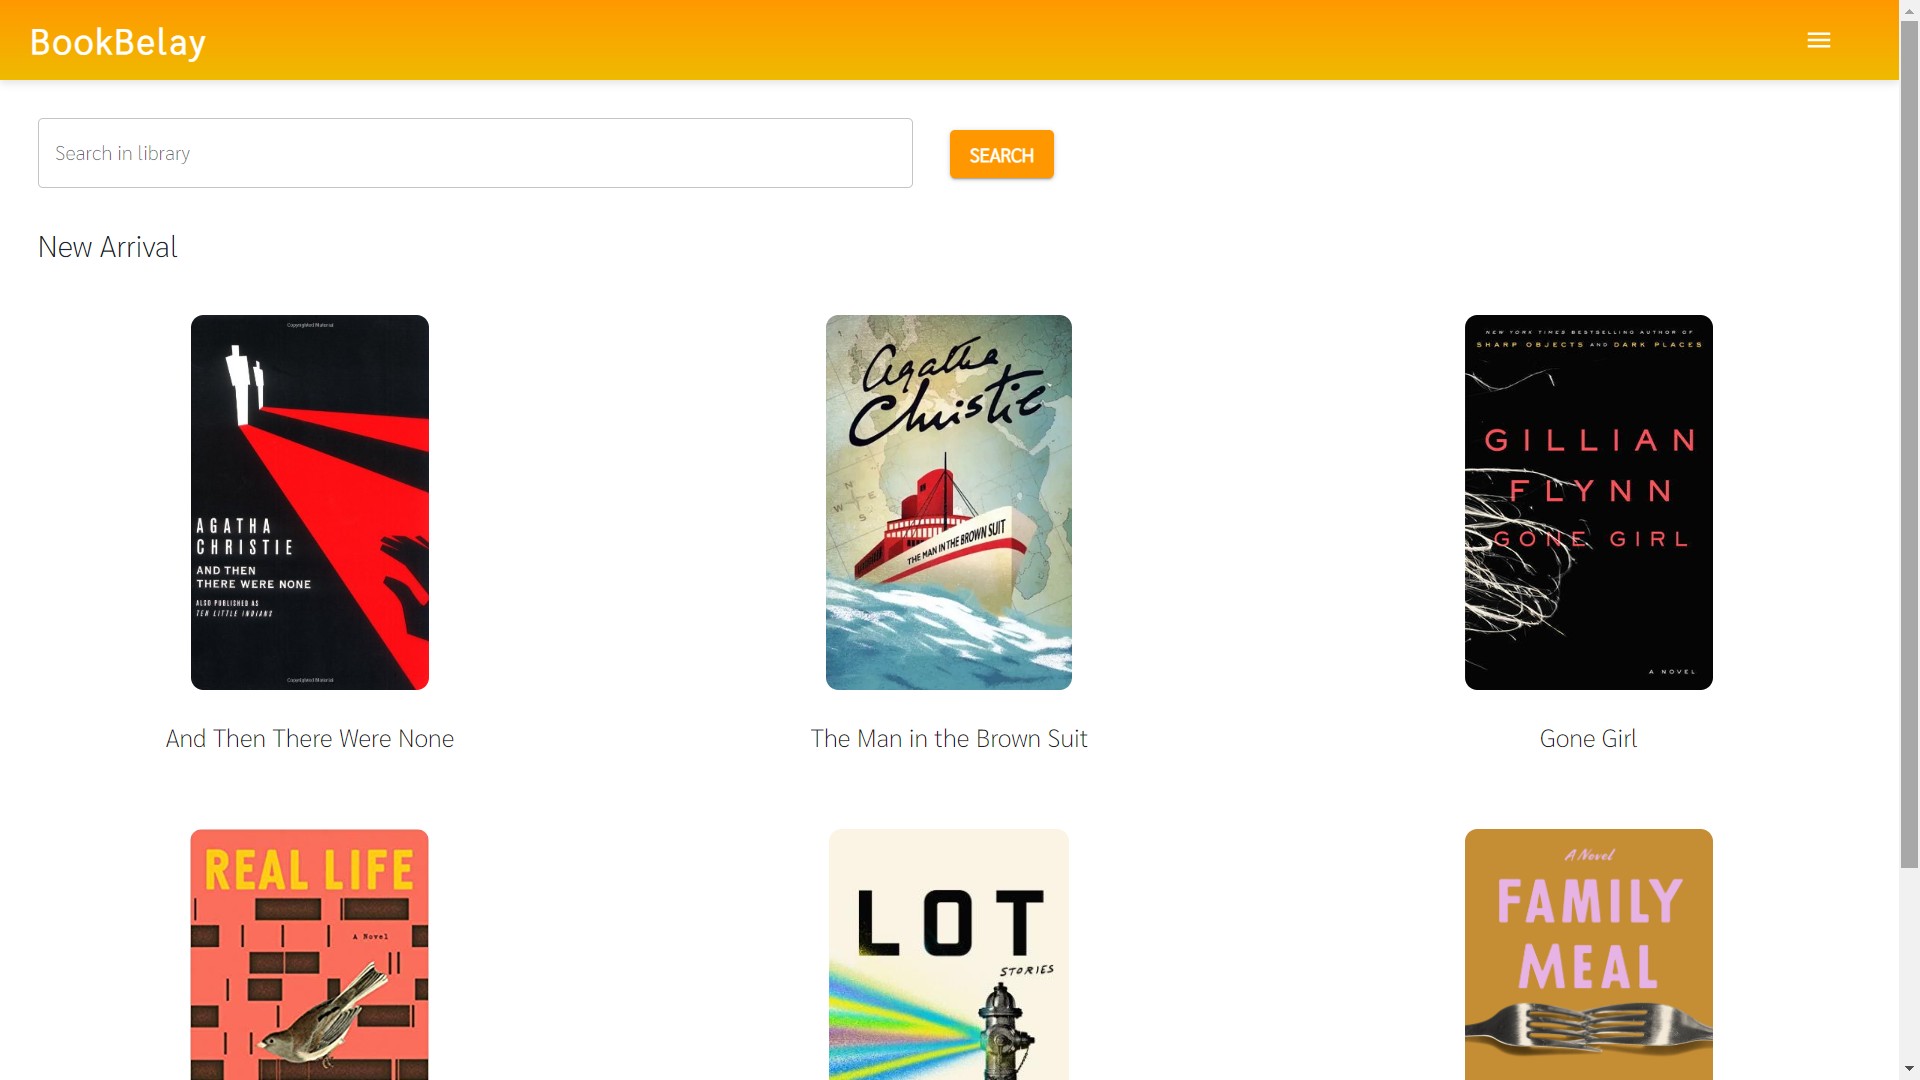 BookBelay
Search in library
SEARCH
New Arrival
Copyrighted Material
AGATHA
CHRISTIE
AND THEN
THERE WERE NONE
ALSO PUBLISHED AS
TEN LITTLE INDIANS
Copyrighted Material
Agatha
Christie
N
W
S
E
THE MAN IN THE BROWN SUIT
NEW YORK TIMES BESTSELLING AUTHOR OF
SHARP OBJECTS AND DARK PLACES
GILLIAN
FLYNN
GONE GIRL
A NOVEL
And Then There Were None
The Man in the Brown Suit
Gone Girl
REAL LIFE
A Novel
LOT
STORIES
A Novel
FAMILY
MEAL